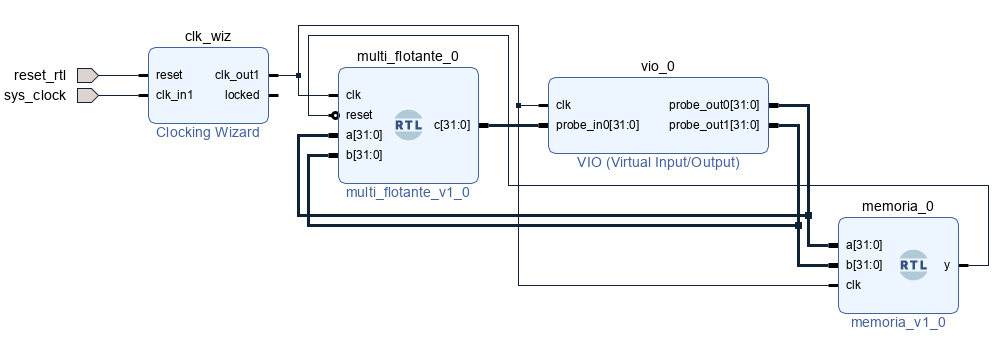 clk_wiz
reset_rtl
sys_clock
reset
clk_in1
clk_out1
locked
Clocking Wizard
multi_flotante_0
clk
reset
a[31:0]
b[31:0]
RTL
c[31:0]
multi_flotante_v1_0
vio_0
clk
probe_in0[31:0]
probe_out0[31:0]
probe_out1[31:0]
VIO (Virtual Input/Output)
memoria_0
a[31:0]
b[31:0]
clk
RTL
y
memoria_v1_0